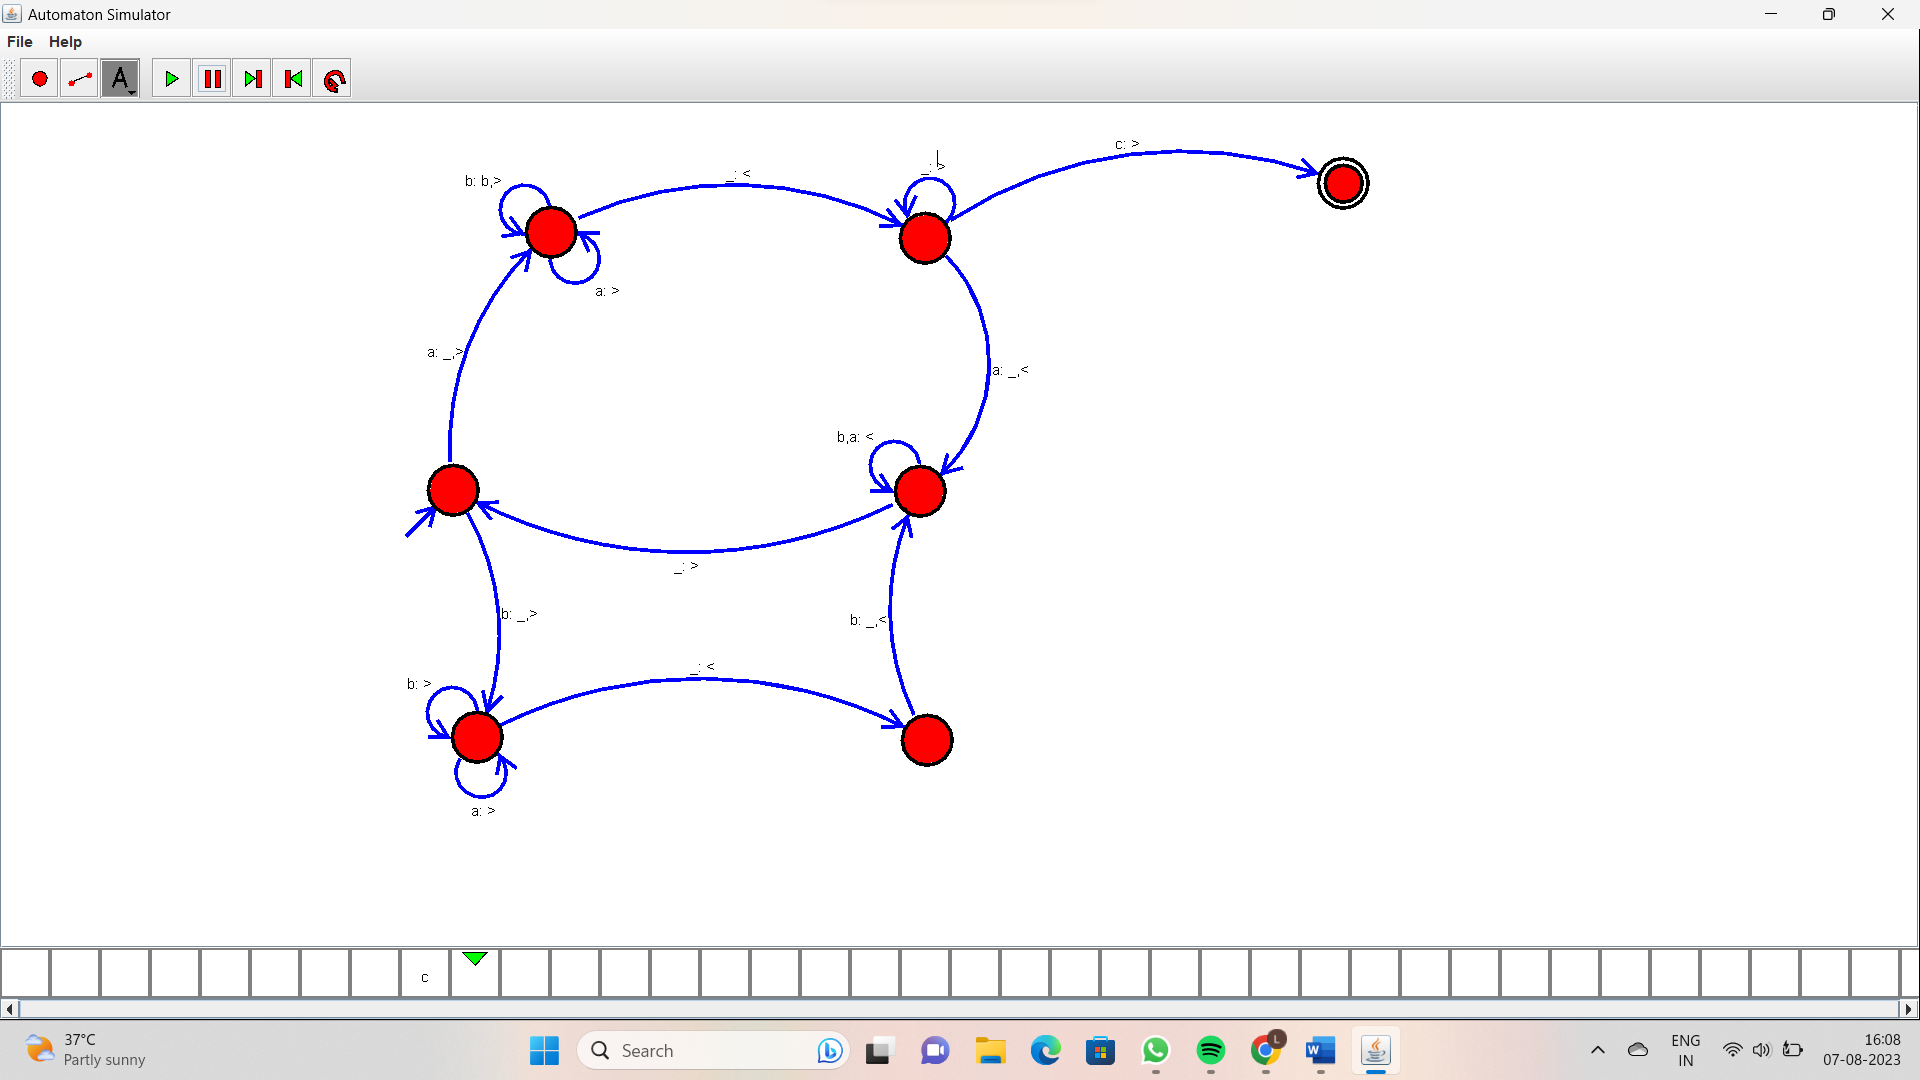 Automaton Simulator
File Help
A
c: >
_: >
_: <
b: b,>
a: >
a: _,>
a: _,<
b,a: <
_: >
b: _,>
b: _,<
_: <
b: >
a: >
c
37°C
Partly sunny
Search
L
W
ENG
IN
16:08
07-08-2023